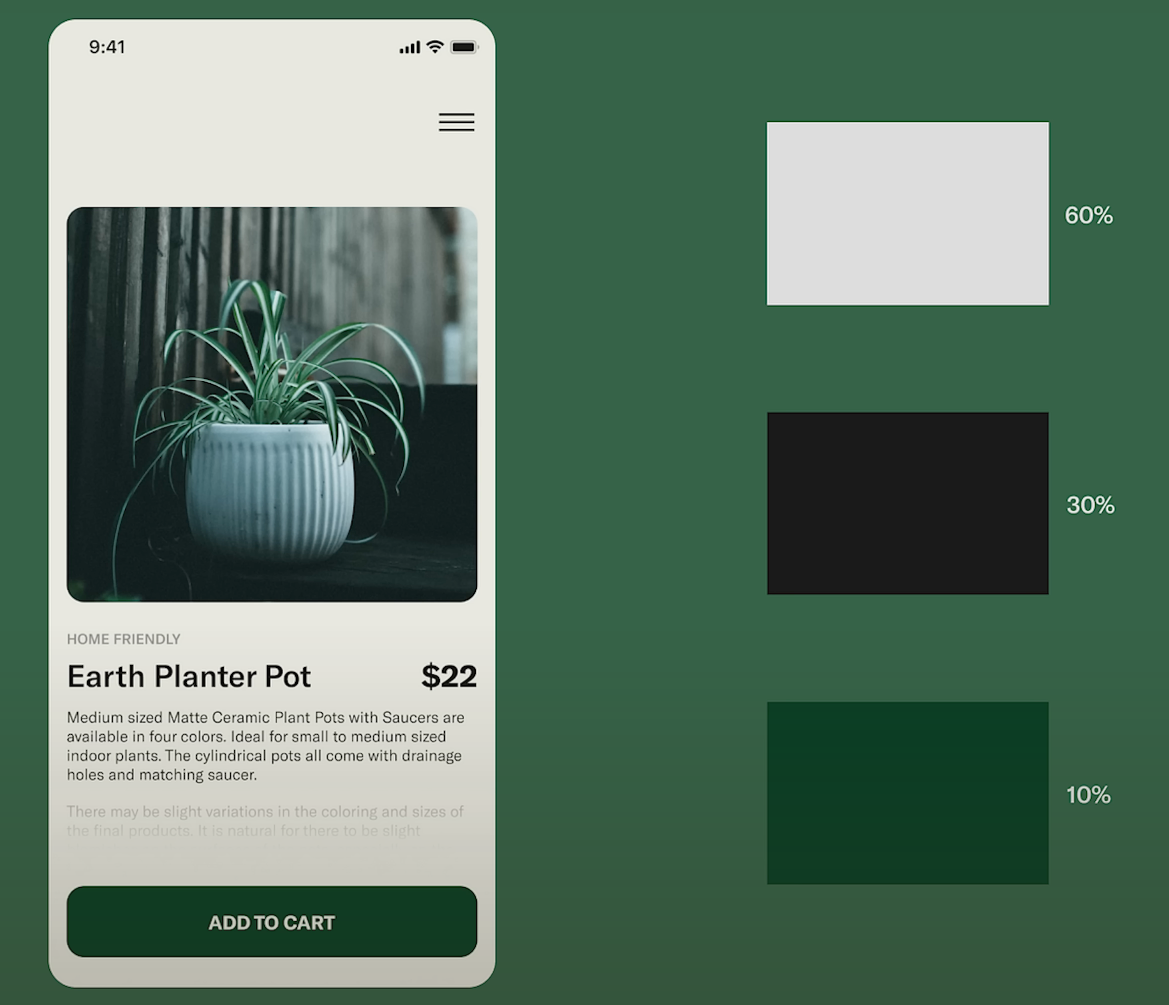 9:41
HOME FRIENDLY
Earth Planter Pot
$22
Medium sized Matte Ceramic Plant Pots with Saucers are
available in four colors. Ideal for small to medium sized
indoor plants. The cylindrical pots all come with drainage
holes and matching saucer.
There may be slight variations in the coloring and sizes of
the final products. It is natural for there to be slight
ADD TO CART
60%
30%
10%